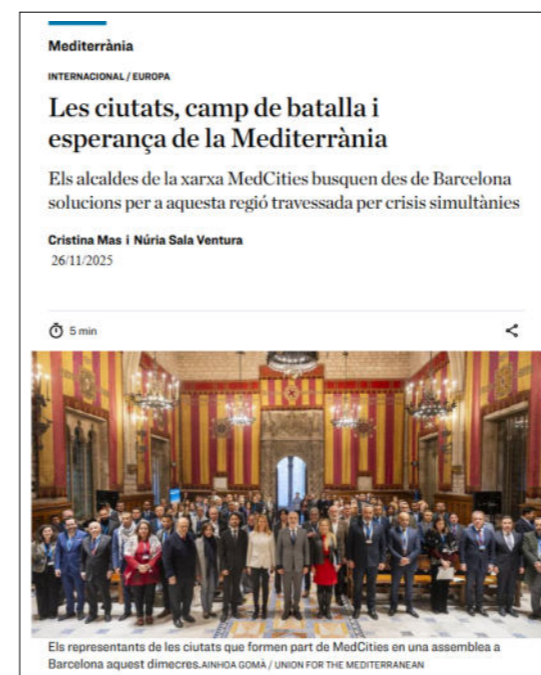 Mediterrània
INTERNACIONAL / EUROPA
Les ciutats, camp de batalla i
esperança de la Mediterrània
Els alcaldes de la xarxa MedCities busquen des de Barcelona
solucions per a aquesta regió travessada per crisis simultànies
Cristina Mas i Núria Sala Ventura
26/11/2025
5 min
Els representants de les ciutats que formen part de MedCities en una assemblea a
Barcelona aquest dimecres.AINHOA GOMÀ / UNION FOR THE MEDITERRANEAN